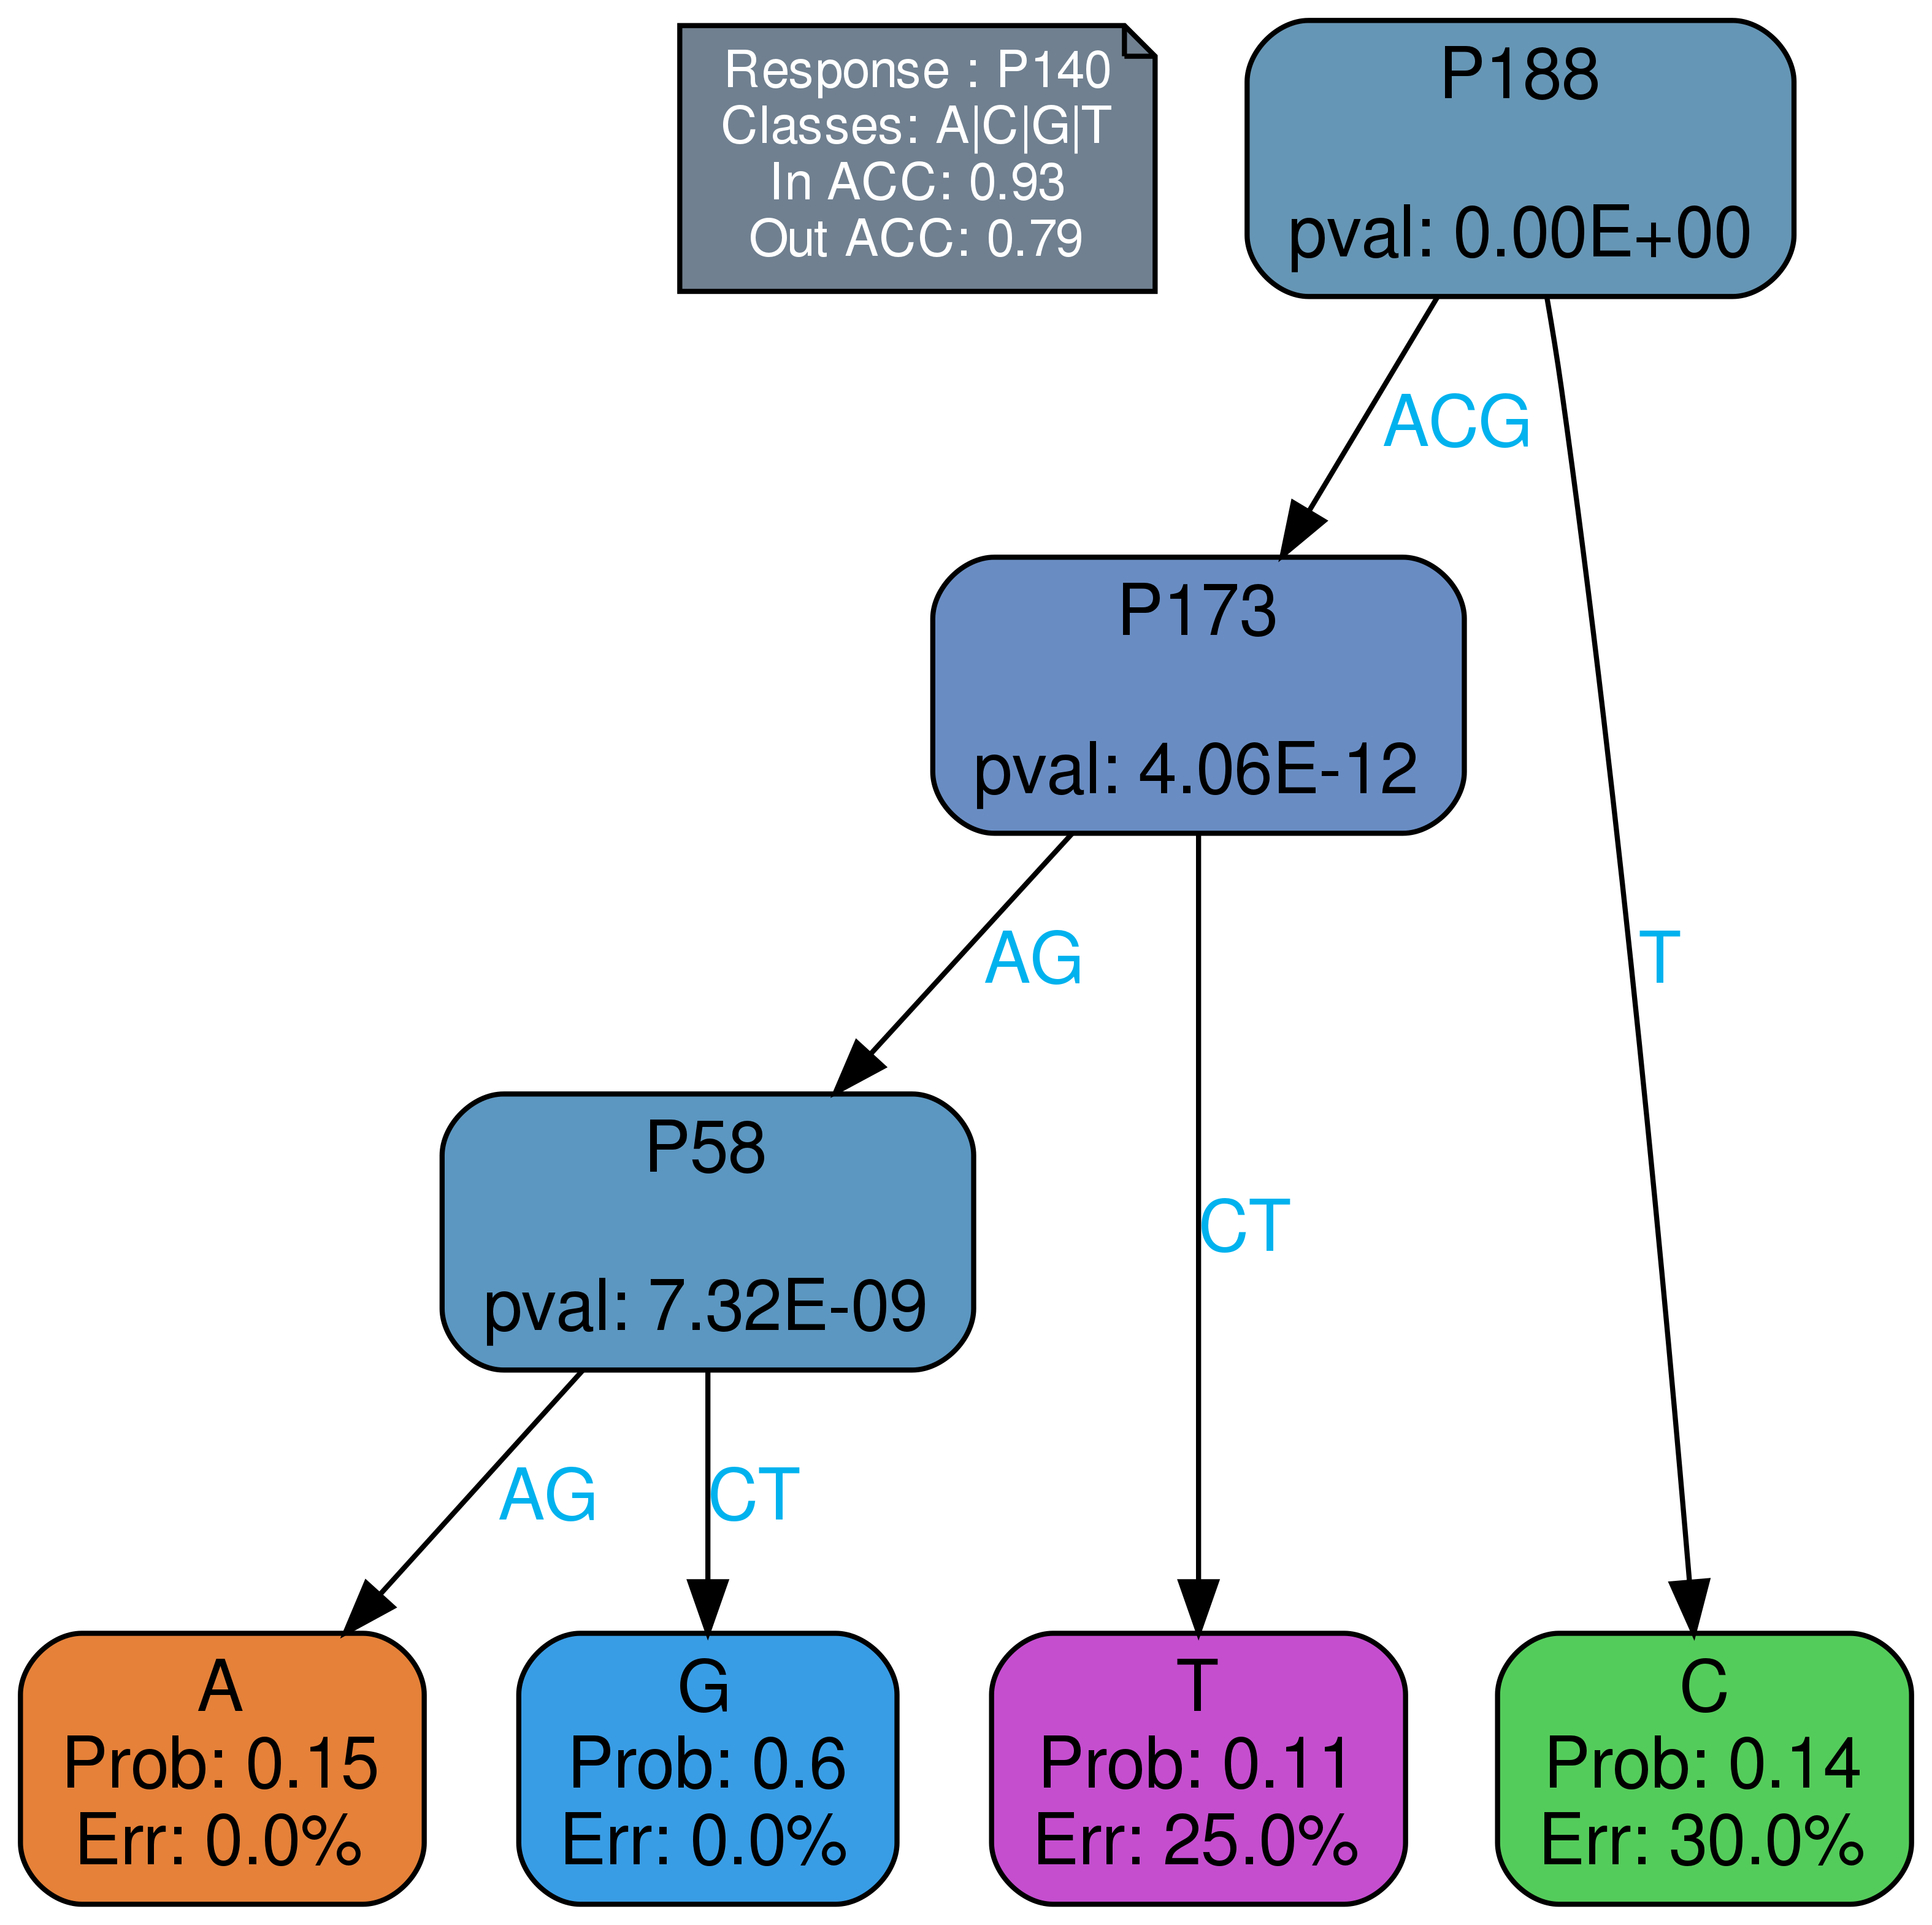 Response : P140
Classes: A|C|G|T
In ACC: 0.93
Out ACC: 0.79
P188
pval: 0.00E+00
ACG
P173
pval: 4.06E-12
AG
T
P58
pval: 7.32E-09
CT
AG
CT
A
Prob: 0.15
Err: 0.0%
G
Prob: 0.6
Err: 0.0%
T
Prob: 0.11
Err: 25.0%
C
Prob: 0.14
Err: 30.0%